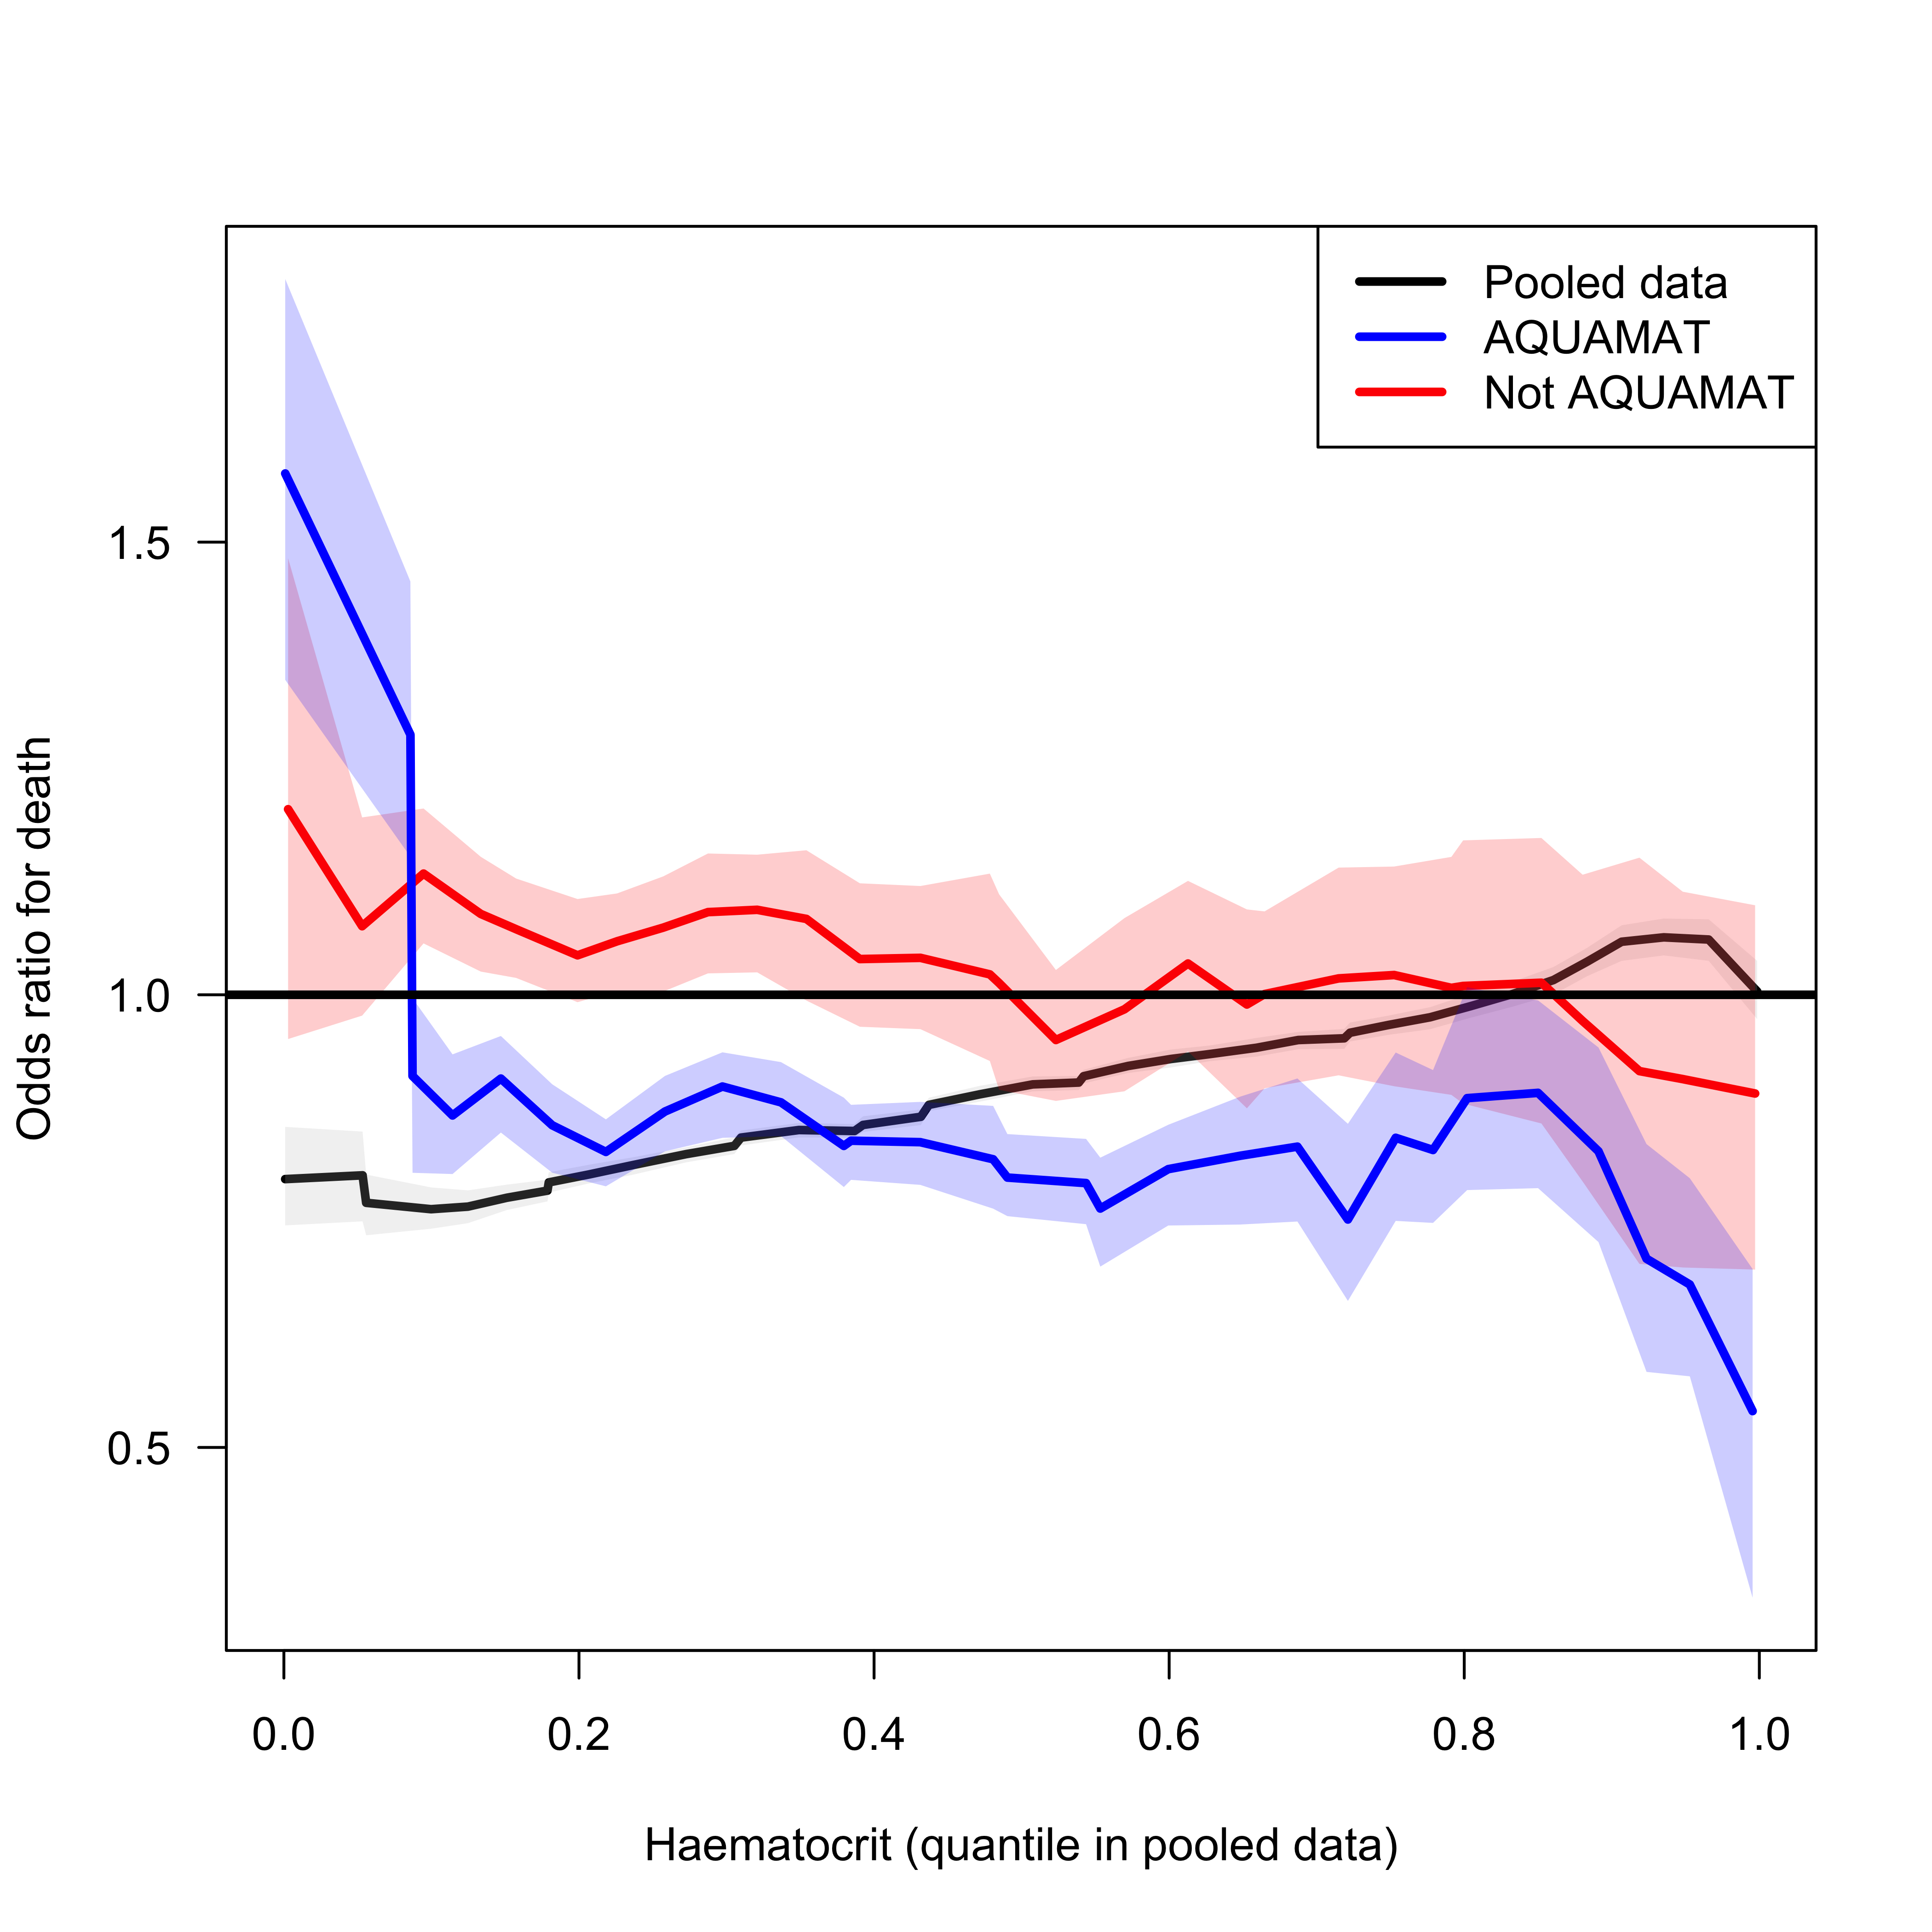 Pooled data
AQUAMAT
Not AQUAMAT
Odds ratio for death
1.5
1.0
0.5
0.0 0.2 0.4 0.6 0.8 1.0
Haematocrit (quantile in pooled data)